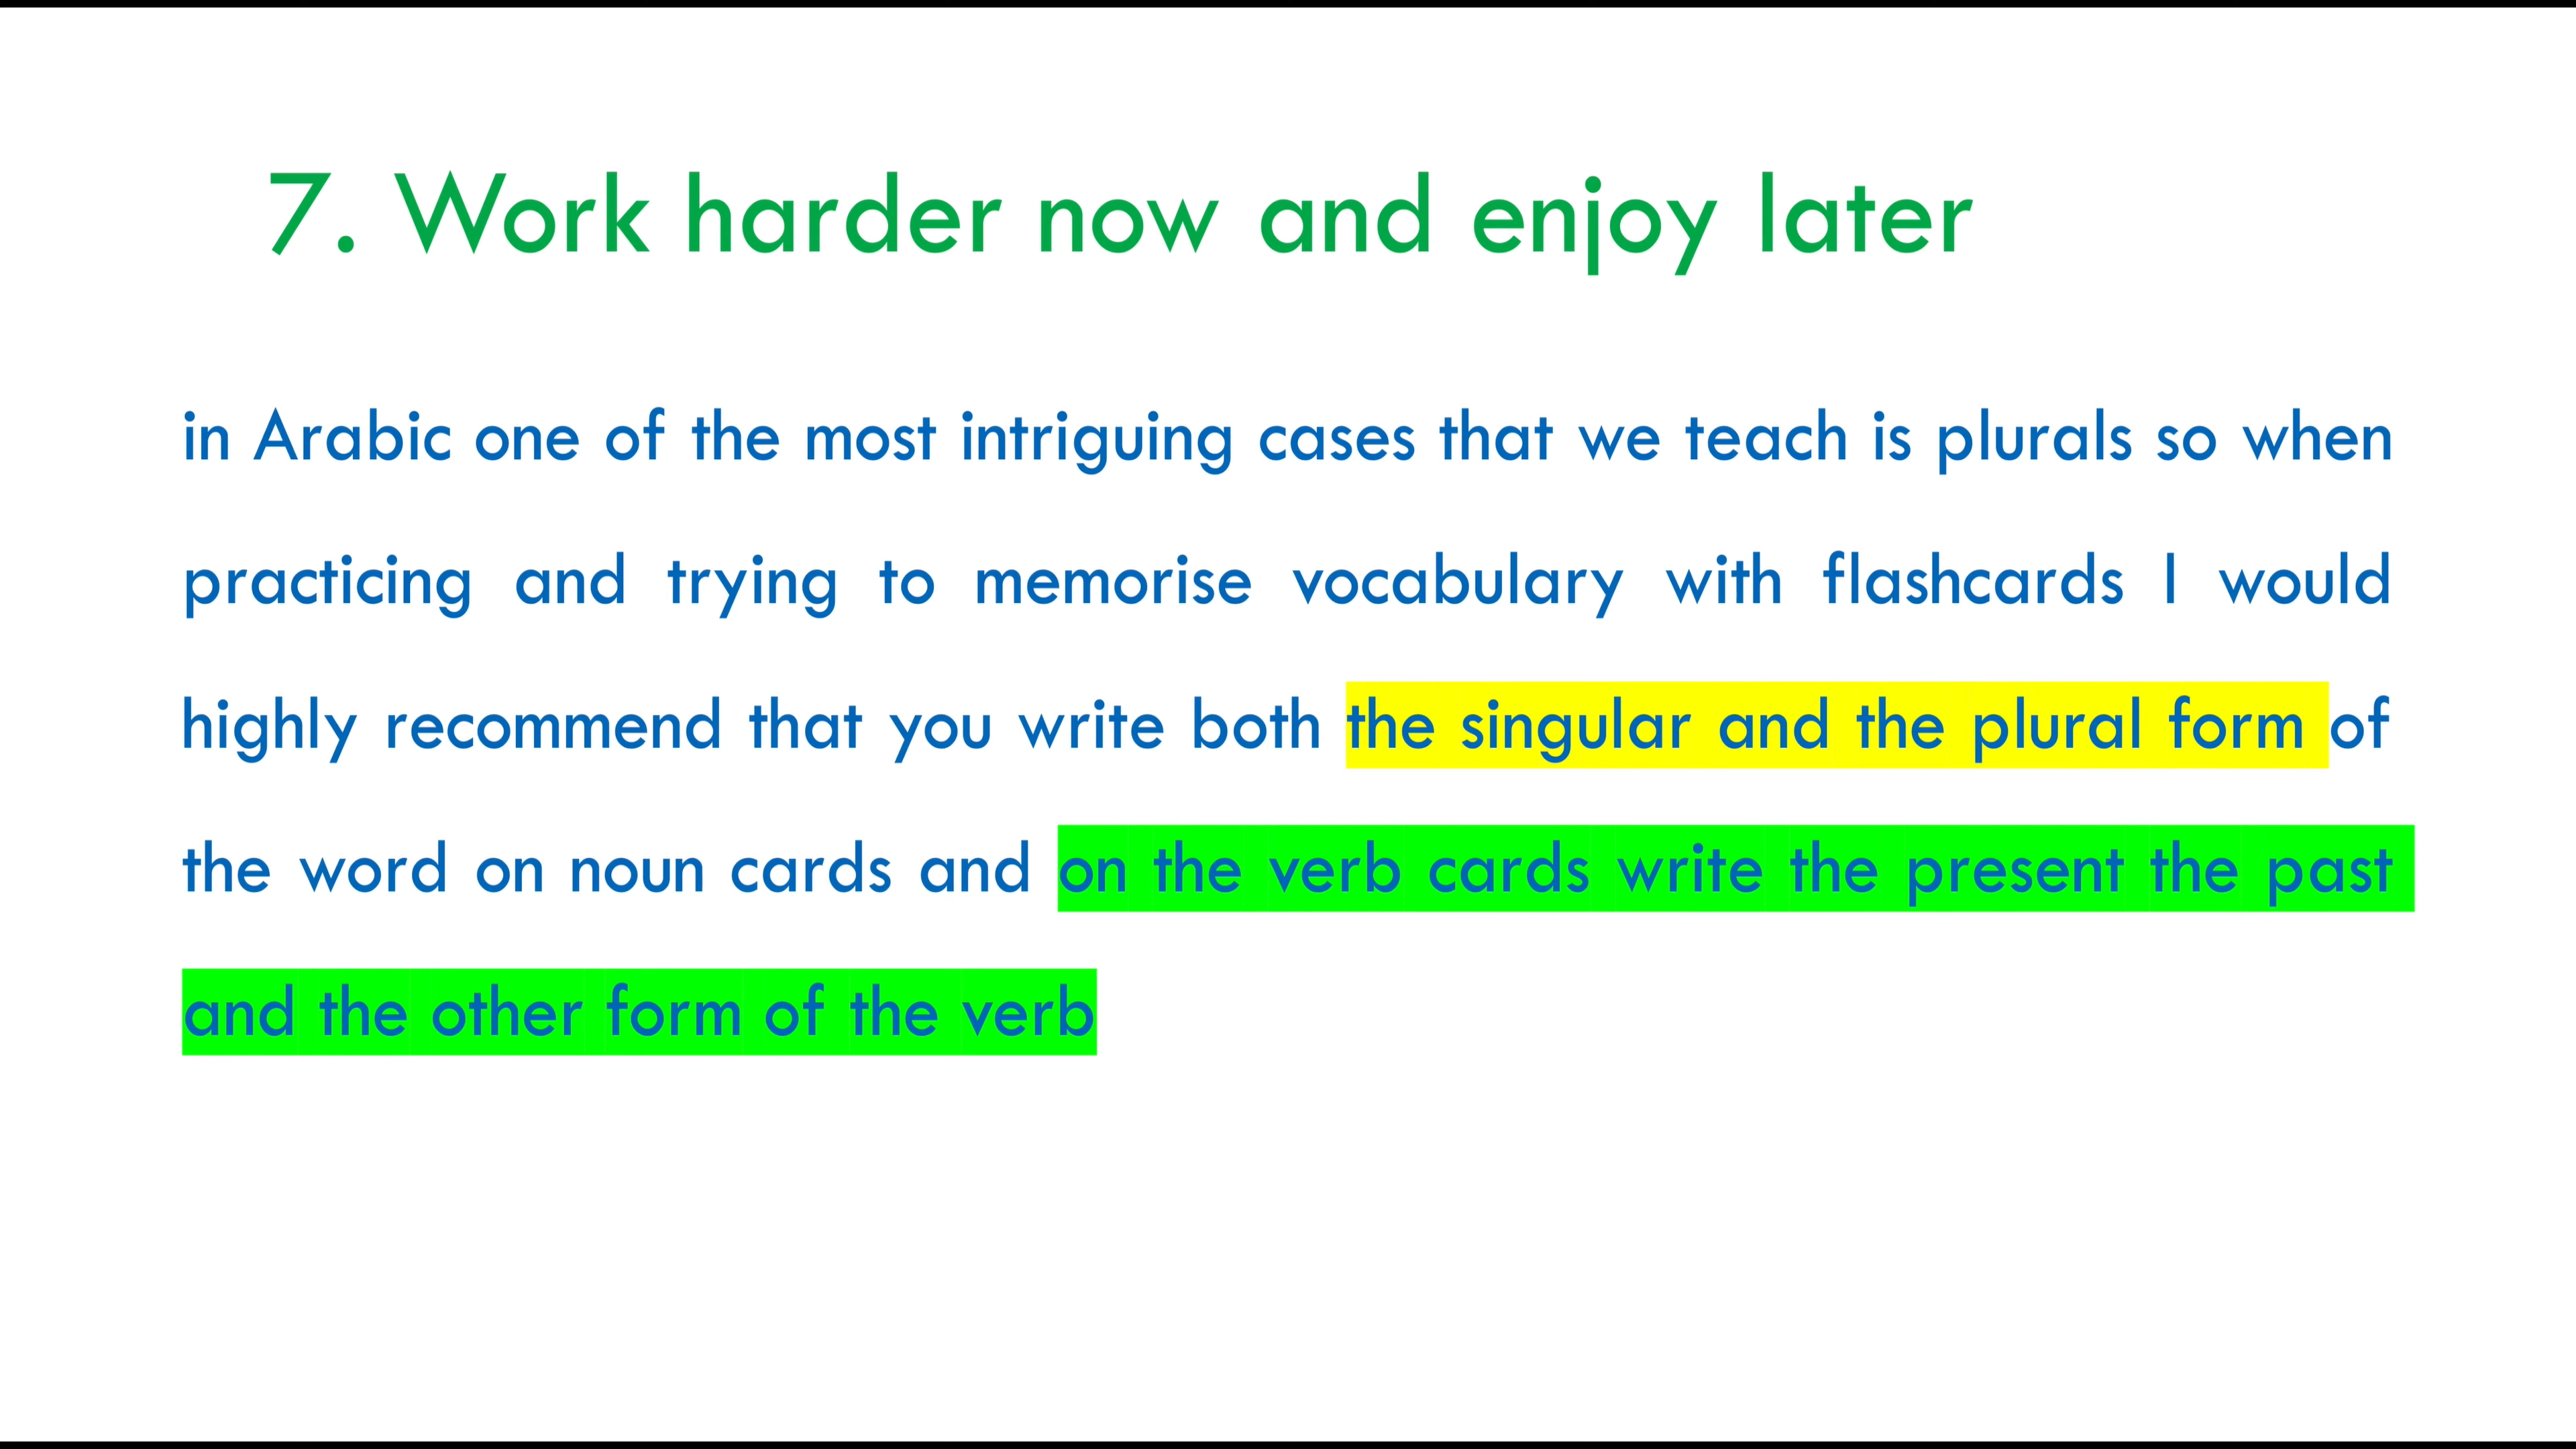 7. Work harder now and enjoy later
in Arabic one of the most intriguing cases that we teach is plurals so when
practicing and trying to memorise vocabulary with flashcards I would
highly recommend that you write both the singular and the plural form of
the word on noun cards and on the verb cards write the present the past
and the other form of the verb